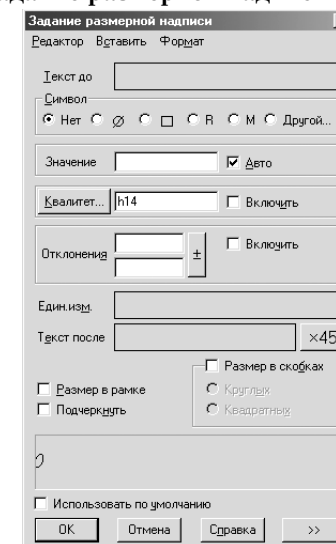 Задание размерной надписи
Редактор Вставить Формат
Текст до
Символ
Нет Ø □ R M Другой...
Значение Авто
Квалитет... h14 Включить
Отклонения ± Включить
Един.изм.
Текст после ×45
Размер в скобках
Размер в рамке Круглых
Подчеркнуть Квадратных
Использовать по умолчанию
OK Отмена Справка >>